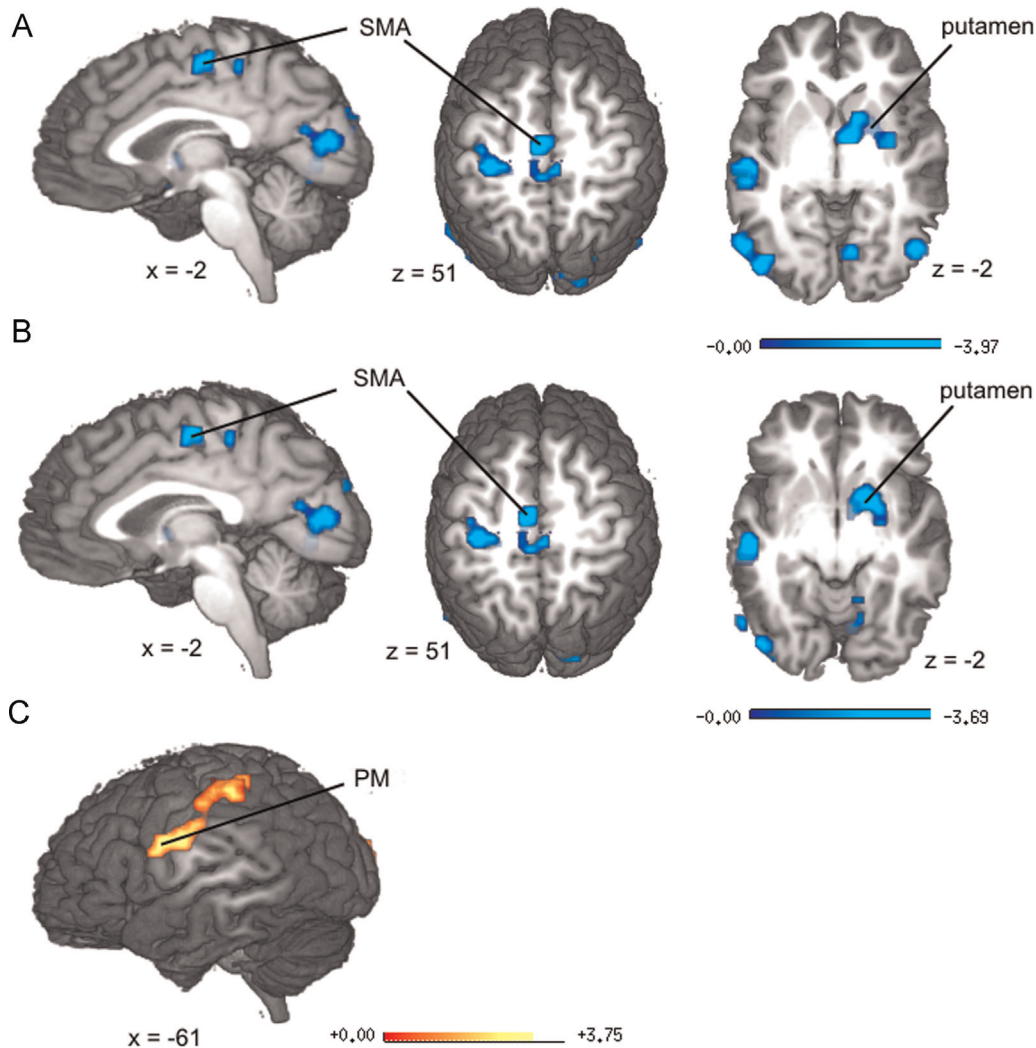 A
SMA
putamen
x = -2
z = 51
z = -2
-0.00
-3.97
B
SMA
putamen
x = -2
z = 51
z = -2
-0.00
-3.69
C
PM
x = -61
+0.00
+3.75